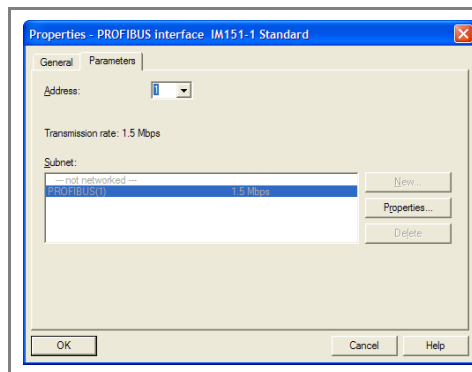 Properties - PROFIBUS interface IM151-1 Standard
General Parameters
Address: 1
Transmission rate: 1.5 Mbps
Subnet:
--- not networked ---
PROFIBUS(1) 1.5 Mbps
New...
Properties...
Delete
OK Cancel Help